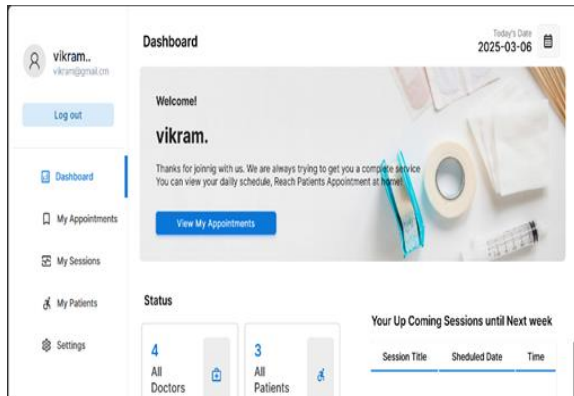 vikram..
vikram@gmail.cm
Log out
Dashboard
My Appointments
My Sessions
My Patients
Settings
Dashboard
Today's Date
2025-03-06
Welcome!
vikram.
Thanks for joinnig with us. We are always trying to get you a complete service
You can view your dailly schedule, Reach Patients Appointment at home!
View My Appointments
Status
4
All
Doctors
3
All
Patients
Your Up Coming Sessions until Next week
Session Title Sheduled Date Time